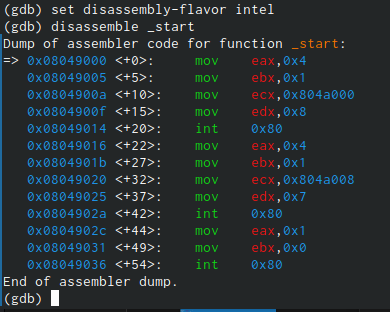 (gdb) set disassembly-flavor intel
(gdb) disassemble _start
Dump of assembler code for function _start:
=> 0x08049000 <+0>:     mov    eax,0x4
   0x08049005 <+5>:     mov    ebx,0x1
   0x0804900a <+10>:    mov    ecx,0x804a000
   0x0804900f <+15>:    mov    edx,0x8
   0x08049014 <+20>:    int    0x80
   0x08049016 <+22>:    mov    eax,0x4
   0x0804901b <+27>:    mov    ebx,0x1
   0x08049020 <+32>:    mov    ecx,0x804a008
   0x08049025 <+37>:    mov    edx,0x7
   0x0804902a <+42>:    int    0x80
   0x0804902c <+44>:    mov    eax,0x1
   0x08049031 <+49>:    mov    ebx,0x0
   0x08049036 <+54>:    int    0x80
End of assembler dump.
(gdb)